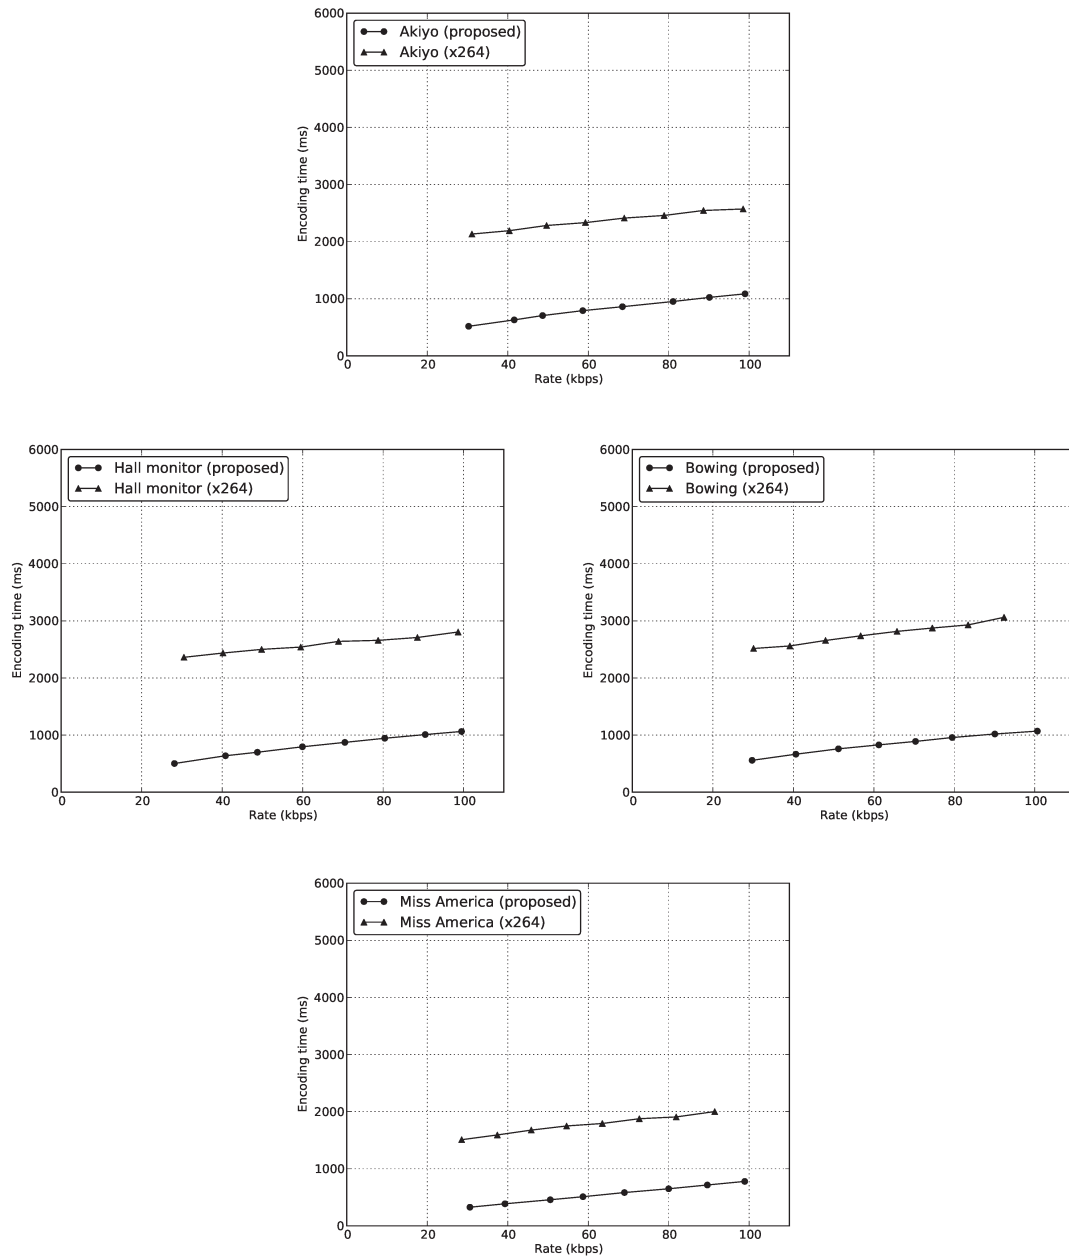 6000
Akiyo (proposed)
Akiyo (x264)
5000
4000
3000
2000
1000
0
Encoding time (ms)
0 20 40 60 80 100
Rate (kbps)
6000
Hall monitor (proposed)
Hall monitor (x264)
5000
4000
3000
2000
1000
0
Encoding time (ms)
0 20 40 60 80 100
Rate (kbps)
6000
Bowing (proposed)
Bowing (x264)
5000
4000
3000
2000
1000
0
Encoding time (ms)
0 20 40 60 80 100
Rate (kbps)
6000
Miss America (proposed)
Miss America (x264)
5000
4000
3000
2000
1000
0
Encoding time (ms)
0 20 40 60 80 100
Rate (kbps)